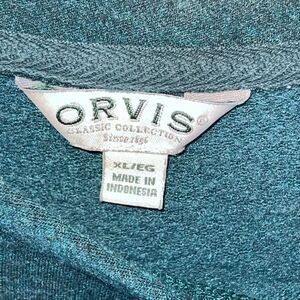 ORVIS®
CLASSIC COLLECTION
Since 1856
XL/EG
MADE IN
INDONESIA